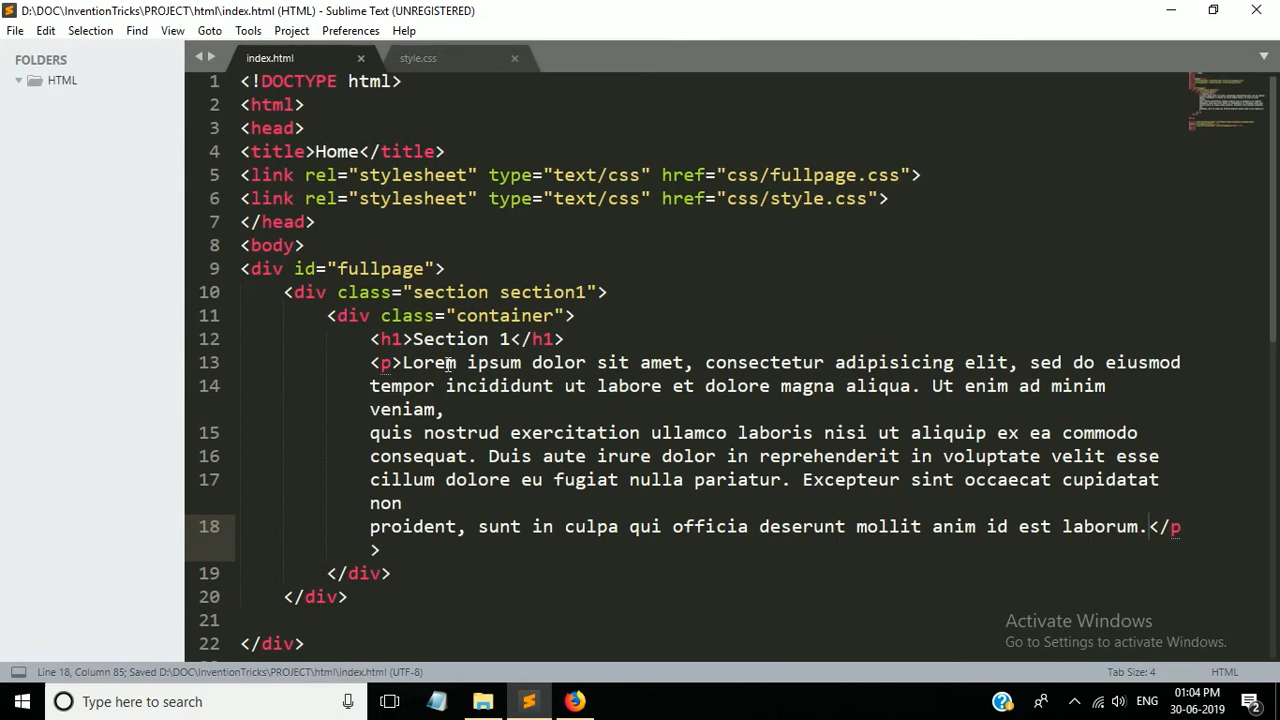 D:\DOC\InventionTricks\PROJECT\html\index.html (HTML) - Sublime Text (UNREGISTERED)
File Edit Selection Find View Goto Tools Project Preferences Help
FOLDERS
HTML
index.html
style.css
1 <!DOCTYPE html>
2 <html>
3 <head>
4 <title>Home</title>
5 <link rel="stylesheet" type="text/css" href="css/fullpage.css">
6 <link rel="stylesheet" type="text/css" href="css/style.css">
7 </head>
8 <body>
9 <div id="fullpage">
10 <div class="section section1">
11 <div class="container">
12 <h1>Section 1</h1>
13 <p>Lorem ipsum dolor sit amet, consectetur adipisicing elit, sed do eiusmod
14 tempor incididunt ut labore et dolore magna aliqua. Ut enim ad minim
veniam,
15 quis nostrud exercitation ullamco laboris nisi ut aliquip ex ea commodo
16 consequat. Duis aute irure dolor in reprehenderit in voluptate velit esse
17 cillum dolore eu fugiat nulla pariatur. Excepteur sint occaecat cupidatat
non
18 proident, sunt in culpa qui officia deserunt mollit anim id est laborum.</p
>
19 </div>
20 </div>
21
22 </div>
Activate Windows
Go to Settings to activate Windows.
Line 18, Column 85; Saved D:\DOC\InventionTricks\PROJECT\html\index.html (UTF-8)
Tab Size: 4
HTML
Type here to search
ENG
01:04 PM
30-06-2019
2